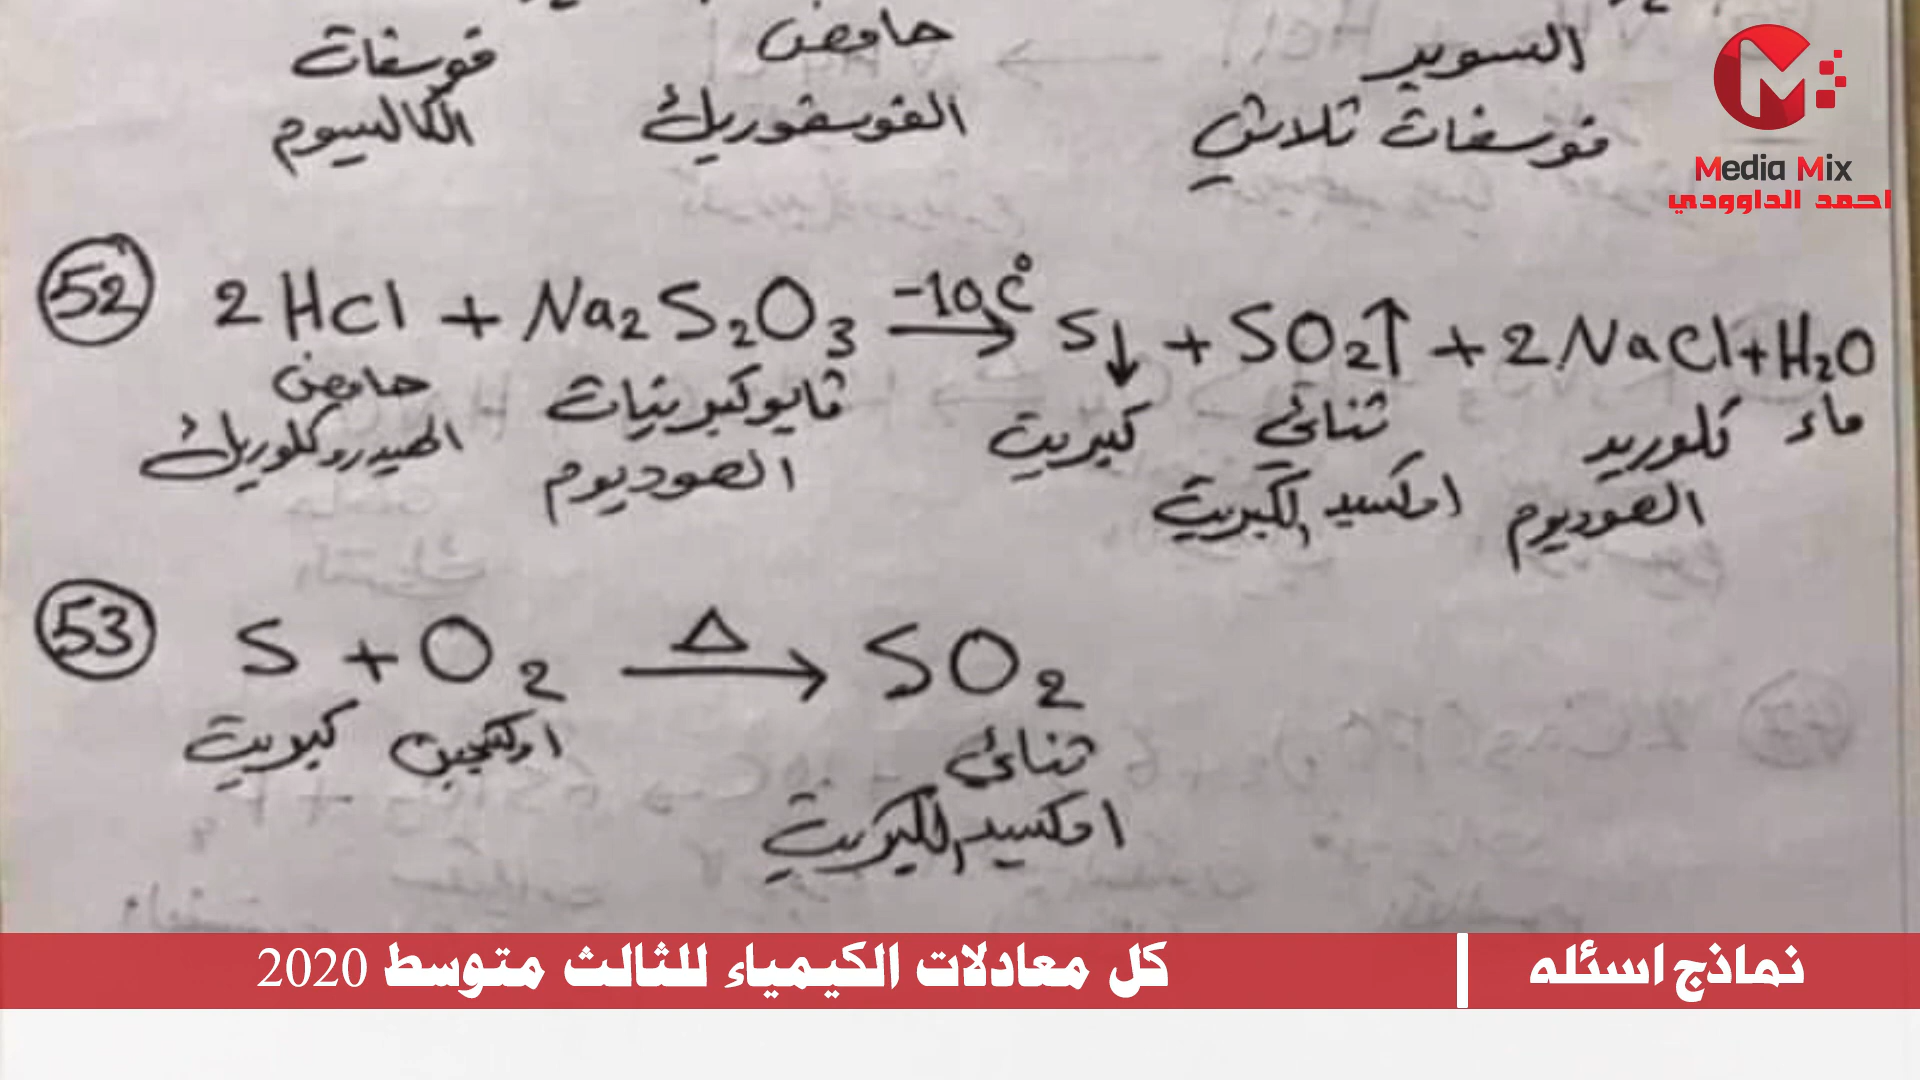 حامض
فوسفات
السوبر
الكالسيوم
الفوسفوريك
فوسفات ثلاثي
Media Mix
احمد الداوودي
52 2HCl + Na2S2O3 -10C° → S↓ + SO2↑ + 2NaCl + H2O
حامض
الهيدروكلوريك
ثايوكبريتات
الصوديوم
كبريت
ثنائي
اوكسيد الكبريت
كلوريد
الصوديوم
ماء
53 S + O2 △ → SO2
كبريت
اوكسجين
ثنائي
اوكسيد الكبريت
نماذج اسئله | كل معادلات الكيمياء للثالث متوسط 2020